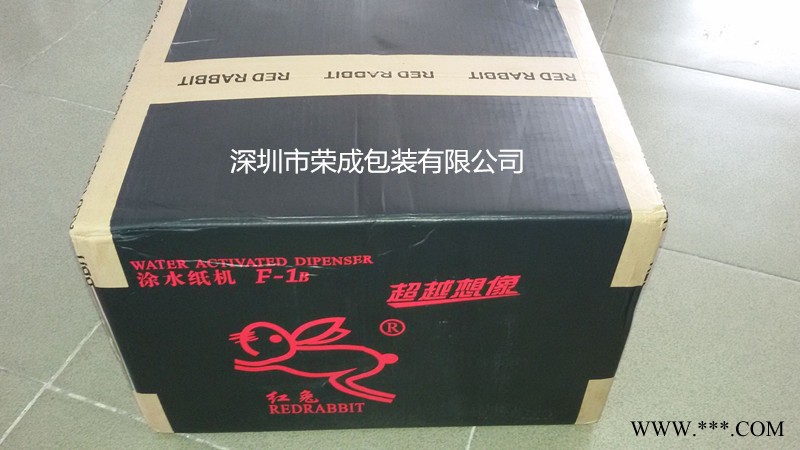 RED RABBIT RED RABBIT RED RABBIT RED
深圳市荣成包装有限公司
WATER ACTIVATED DIPENSER
涂水纸机 F-1B
超越想像
®
红兔
REDRABBIT
WWW.***.COM